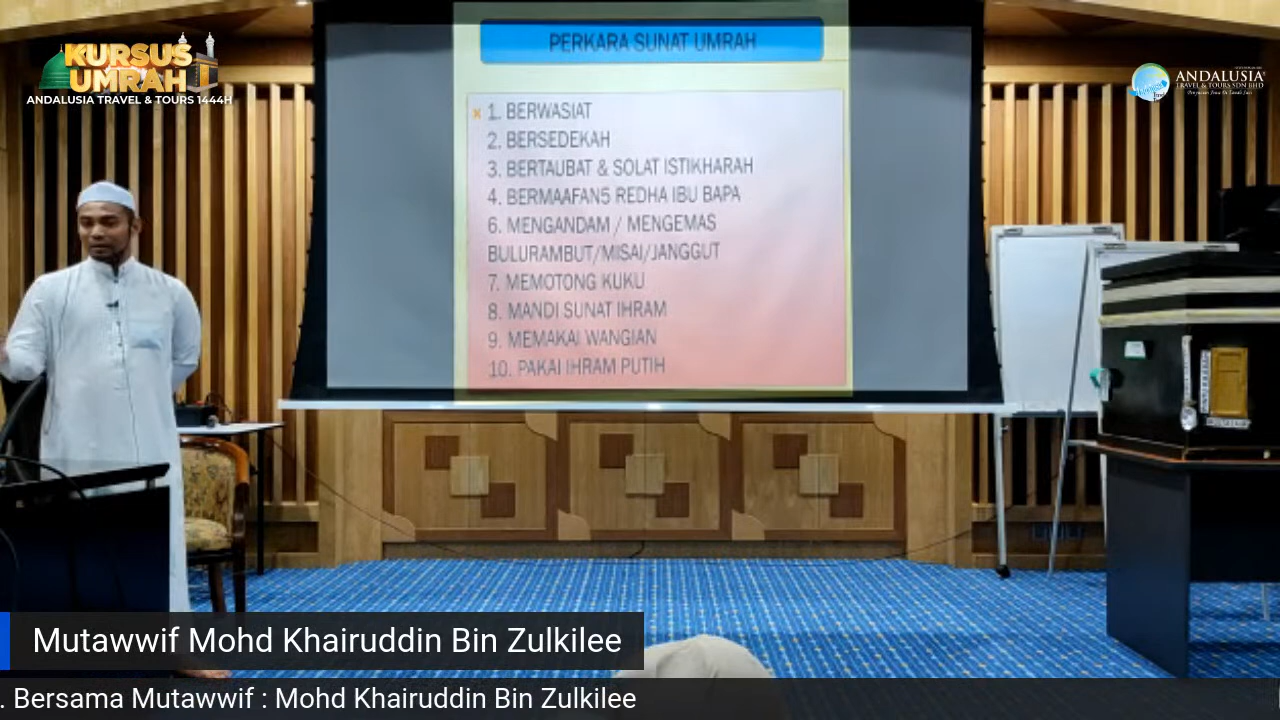 KURSUS
UMRAH
ANDALUSIA TRAVEL & TOURS 1444H
ANDALUSIA
TRAVEL & TOURS SDN BHD
PERKARA SUNAT UMRAH
x 1. BERWASIAT
2. BERSEDEKAH
3. BERTAUBAT & SOLAT ISTIKHARAH
4. BERMAAFAN5 REDHA IBU BAPA
6. MENGANDAM / MENGEMAS
BULURAMBUT/MISAI/JANGGUT
7. MEMOTONG KUKU
8. MANDI SUNAT IHRAM
9. MEMAKAI WANGIAN
10. PAKAI IHRAM PUTIH
Mutawwif Mohd Khairuddin Bin Zulkilee
. Bersama Mutawwif : Mohd Khairuddin Bin Zulkilee